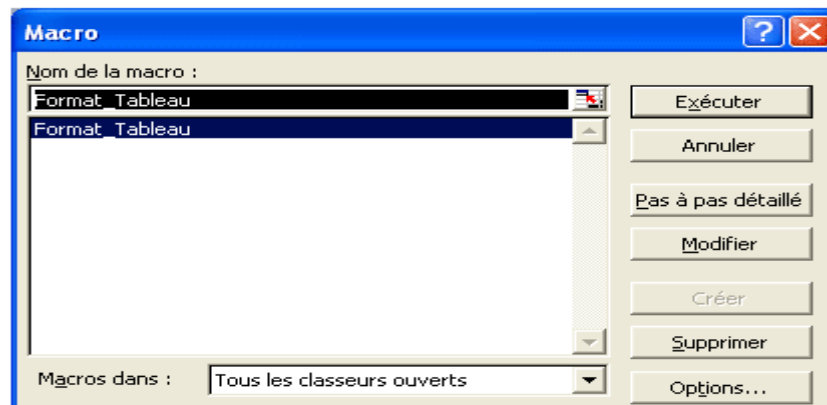 Macro
Nom de la macro :
Format_Tableau
Format_Tableau
Exécuter
Annuler
Pas à pas détaillé
Modifier
Créer
Supprimer
Macros dans : Tous les classeurs ouverts
Options...